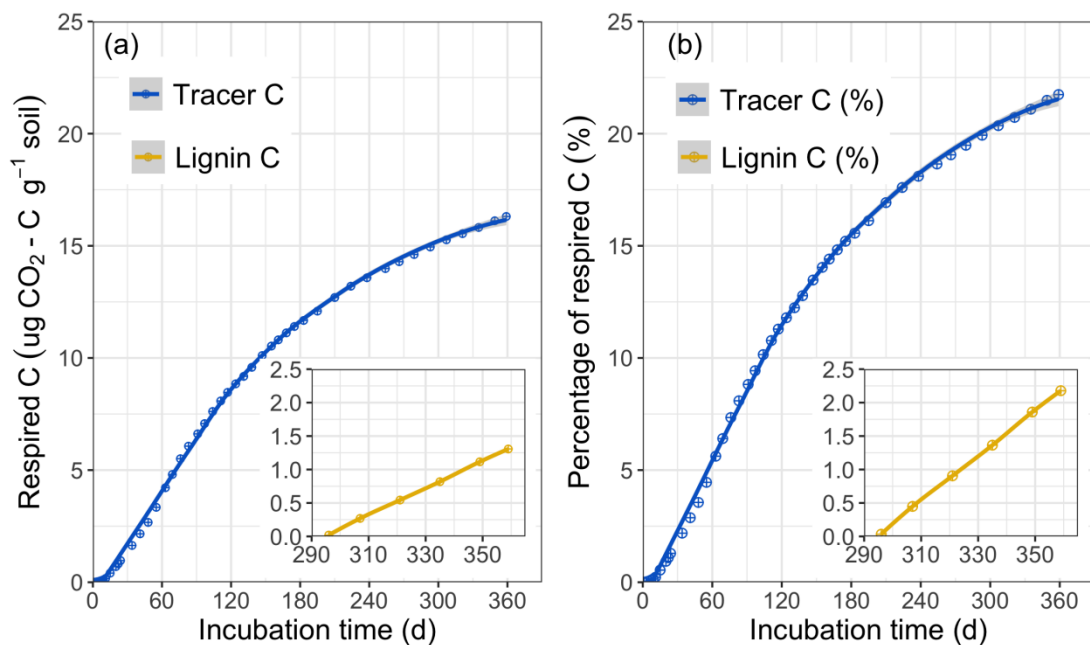 (a)
Tracer C
Lignin C
Respired C (ug CO₂ - C g⁻¹ soil)
25
20
15
10
5
0
0 60 120 180 240 300 360
Incubation time (d)
2.5
2.0
1.5
1.0
0.5
0.0
290 310 330 350
(b)
Tracer C (%)
Lignin C (%)
Percentage of respired C (%)
25
20
15
10
5
0
0 60 120 180 240 300 360
Incubation time (d)
2.5
2.0
1.5
1.0
0.5
0.0
290 310 330 350